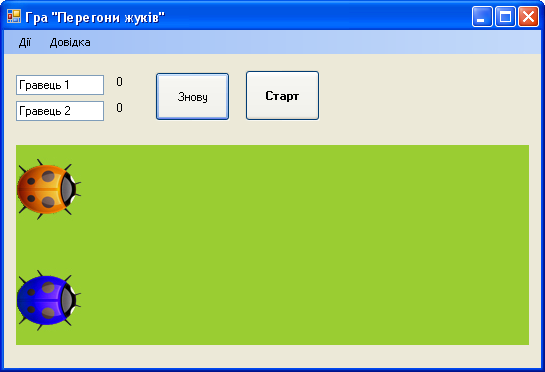 Гра "Перегони жуків"
Дії Довідка
Гравець 1 0
Гравець 2 0
Знову
Старт